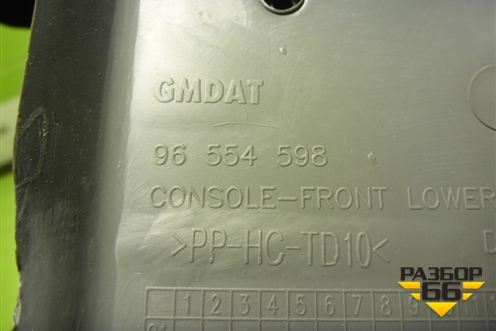 GMDAT
96 554 598
CONSOLE-FRONT LOWER
>PP-HC-TD10<
1 2 3 4 5 6 7 8 9
РАЗБОР
66